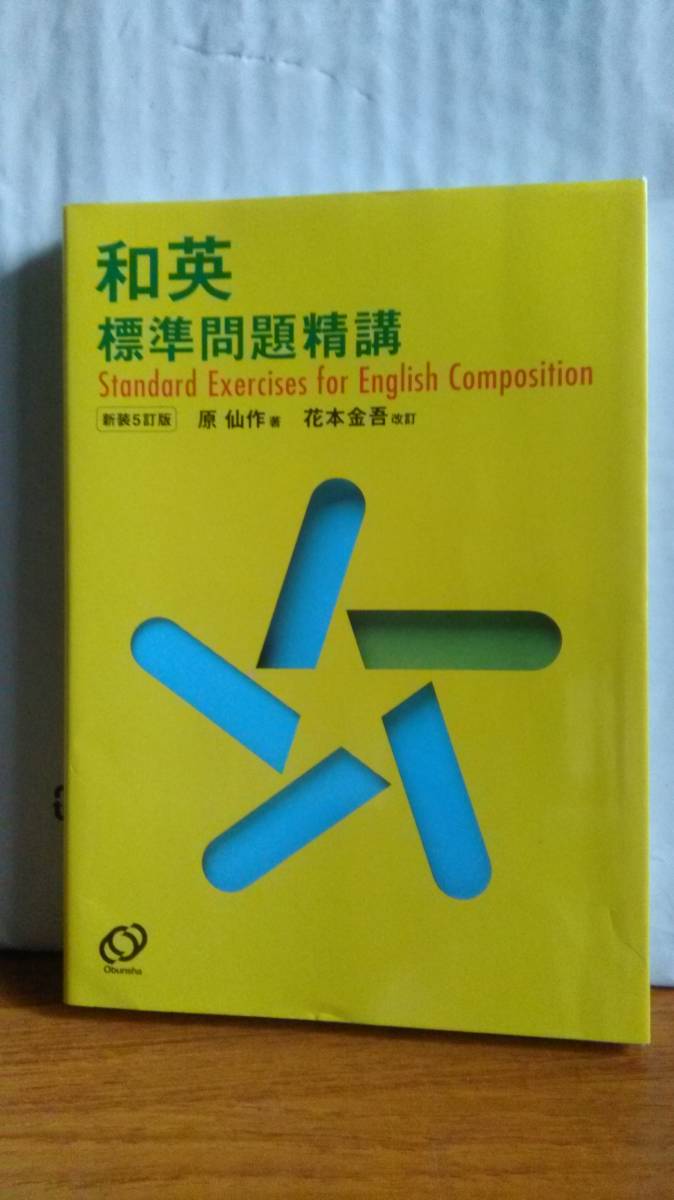 和英
標準問題精講
Standard Exercises for English Composition
新装5訂版 原 仙作 著 花本金吾 改訂
Obunsha